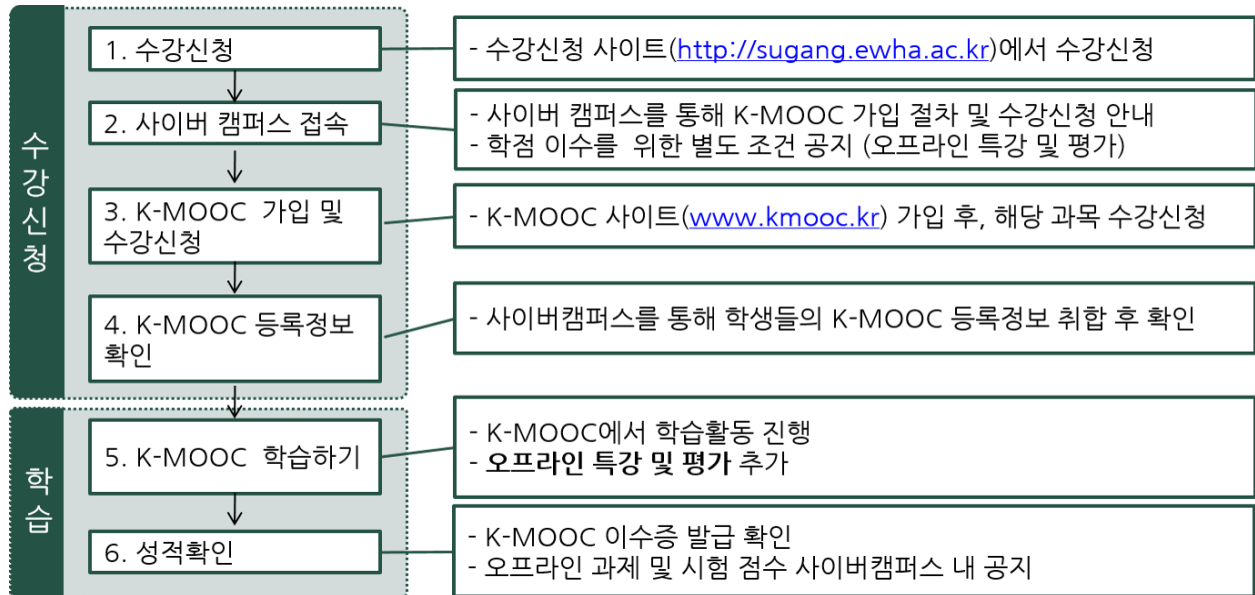 수강신청
1. 수강신청
- 수강신청 사이트(http://sugang.ewha.ac.kr)에서 수강신청
2. 사이버 캠퍼스 접속
- 사이버 캠퍼스를 통해 K-MOOC 가입 절차 및 수강신청 안내
- 학점 이수를 위한 별도 조건 공지 (오프라인 특강 및 평가)
3. K-MOOC 가입 및
수강신청
- K-MOOC 사이트(www.kmooc.kr) 가입 후, 해당 과목 수강신청
4. K-MOOC 등록정보
확인
- 사이버캠퍼스를 통해 학생들의 K-MOOC 등록정보 취합 후 확인
학습
5. K-MOOC 학습하기
- K-MOOC에서 학습활동 진행
- 오프라인 특강 및 평가 추가
6. 성적확인
- K-MOOC 이수증 발급 확인
- 오프라인 과제 및 시험 점수 사이버캠퍼스 내 공지